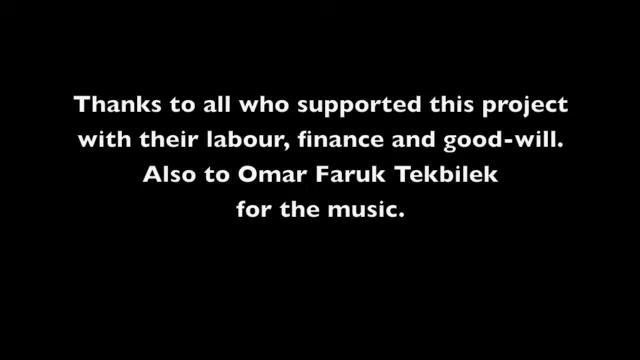 Thanks to all who supported this project
with their labour, finance and good-will.
Also to Omar Faruk Tekbilek
for the music.